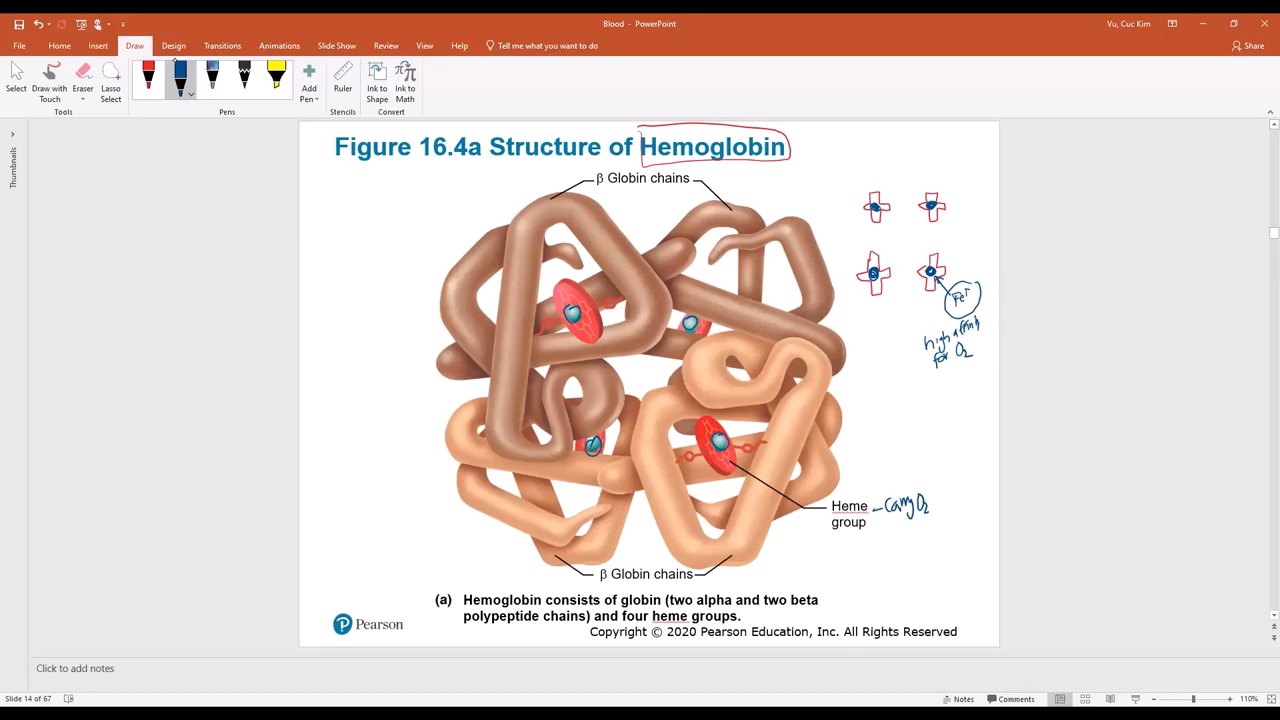 Blood - PowerPoint
Vu, Cuc Kim
File Home Insert Draw Design Transitions Animations Slide Show Review View Help Tell me what you want to do Share
Select
Draw with Touch
Eraser
Lasso Select
Add Pen
Ruler
Ink to Shape
Ink to Math
Tools
Pens
Stencils
Convert
Thumbnails
Figure 16.4a Structure of Hemoglobin
β Globin chains
high
for O2
Heme group
carry O2
β Globin chains
(a) Hemoglobin consists of globin (two alpha and two beta
polypeptide chains) and four heme groups.
Pearson
Copyright © 2020 Pearson Education, Inc. All Rights Reserved
Click to add notes
Slide 14 of 67
Notes
Comments
110%